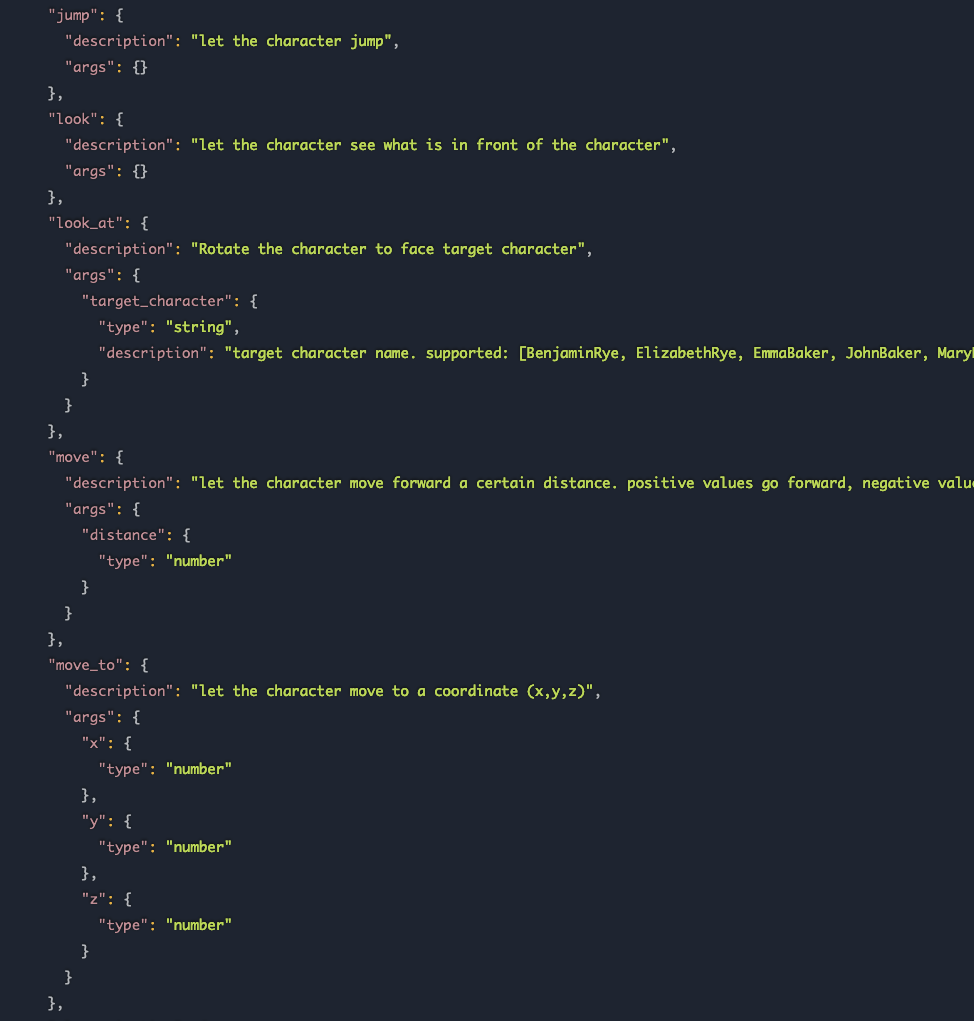 "jump": {
"description": "let the character jump",
"args": {}
},
"look": {
"description": "let the character see what is in front of the character",
"args": {}
},
"look_at": {
"description": "Rotate the character to face target character",
"args": {
"target_character": {
"type": "string",
"description": "target character name. supported: [BenjaminRye, ElizabethRye, EmmaBaker, JohnBaker,
}
}
},
"move": {
"description": "let the character move forward a certain distance. positive values go forward, negative
"args": {
"distance": {
"type": "number"
}
}
},
"move_to": {
"description": "let the character move to a coordinate (x,y,z)",
"args": {
"x": {
"type": "number"
},
"y": {
"type": "number"
},
"z": {
"type": "number"
}
}
},